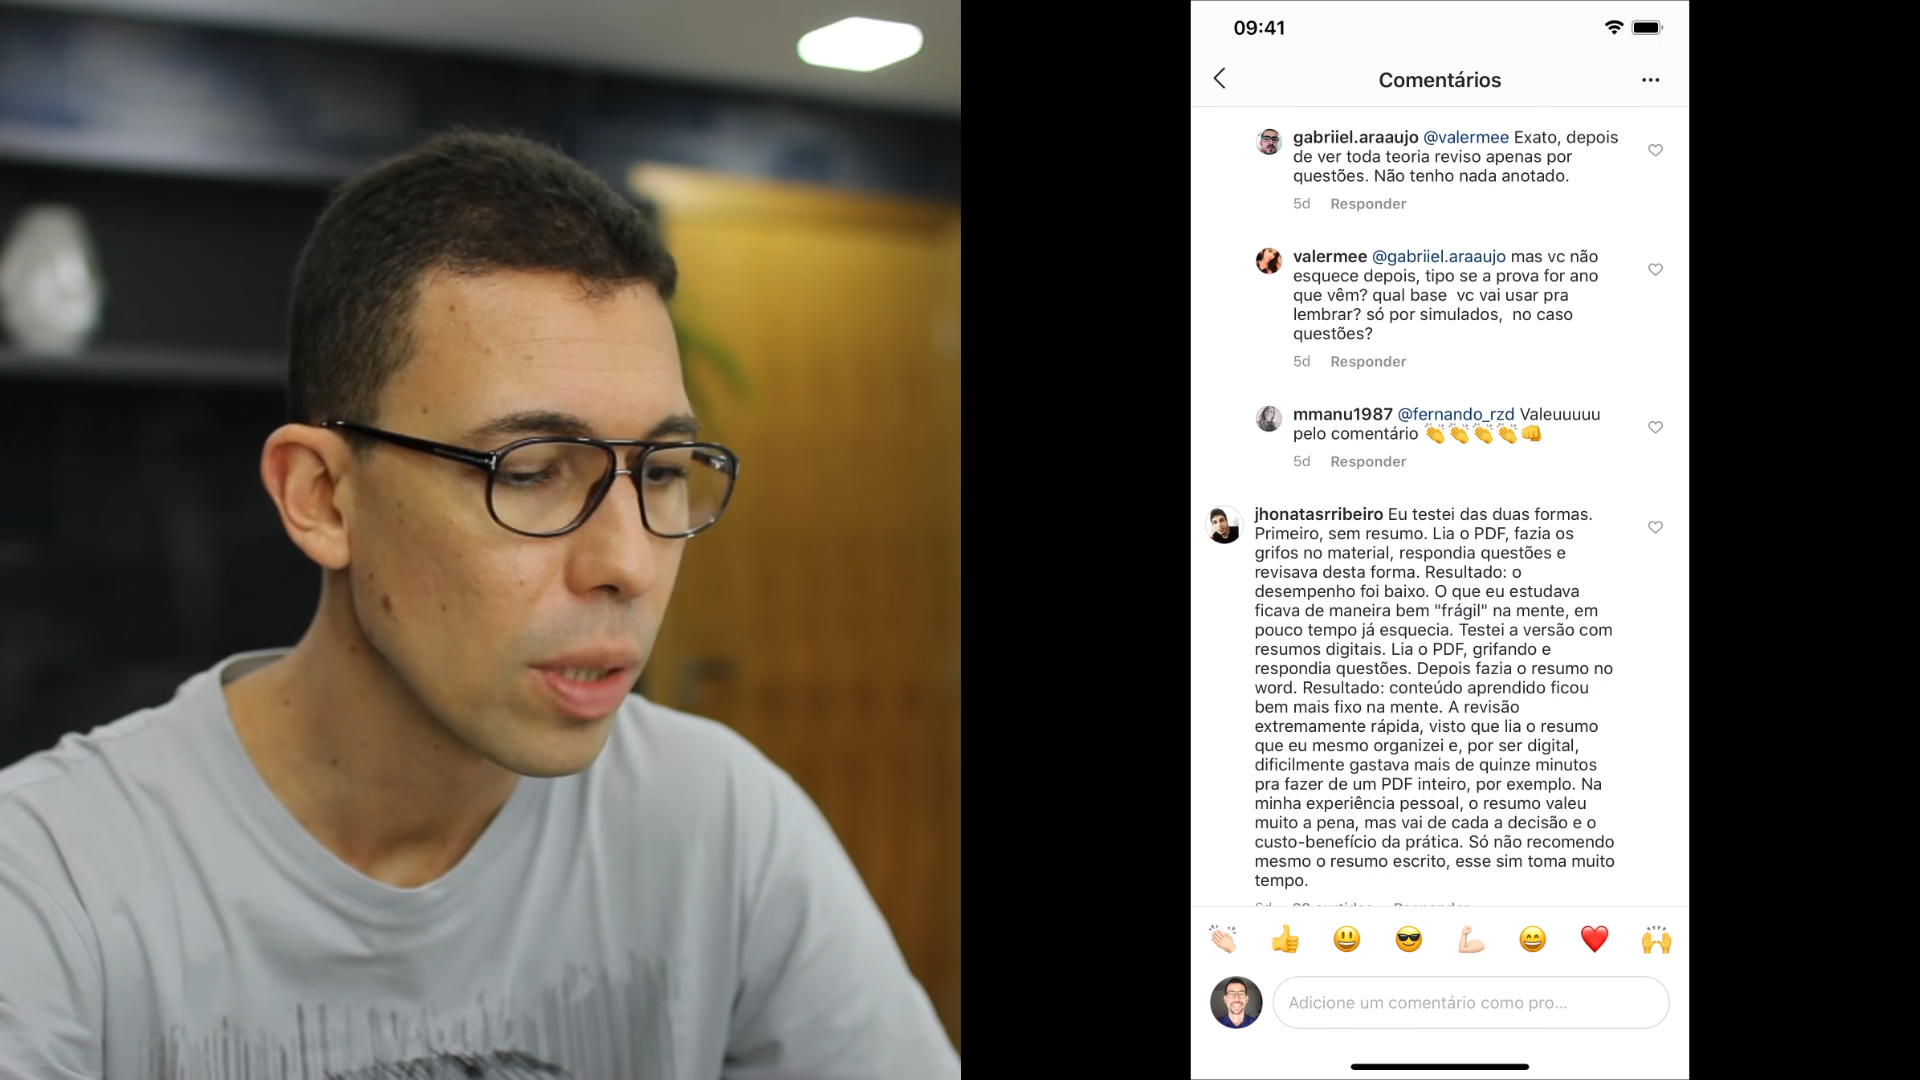 09:41
Comentários
gabriiel.araaujo @valermee Exato, depois
de ver toda teoria reviso apenas por
questões. Não tenho nada anotado.
5d Responder
valermee @gabriiel.araaujo mas vc não
esquece depois, tipo se a prova for ano
que vêm? qual base vc vai usar pra
lembrar? só por simulados, no caso
questões?
5d Responder
mmanu1987 @fernando_rzd Valeuuuuu
pelo comentário 👏👏👏👏👊
5d Responder
jhonatasrribeiro Eu testei das duas formas.
Primeiro, sem resumo. Lia o PDF, fazia os
grifos no material, respondia questões e
revisava desta forma. Resultado: o
desempenho foi baixo. O que eu estudava
ficava de maneira bem "frágil" na mente, em
pouco tempo já esquecia. Testei a versão com
resumos digitais. Lia o PDF, grifando e
respondia questões. Depois fazia o resumo no
word. Resultado: conteúdo aprendido ficou
bem mais fixo na mente. A revisão
extremamente rápida, visto que lia o resumo
que eu mesmo organizei e, por ser digital,
dificilmente gastava mais de quinze minutos
pra fazer de um PDF inteiro, por exemplo. Na
minha experiência pessoal, o resumo valeu
muito a pena, mas vai de cada a decisão e o
custo-benefício da prática. Só não recomendo
mesmo o resumo escrito, esse sim toma muito
tempo.
Adicione um comentário como pro...